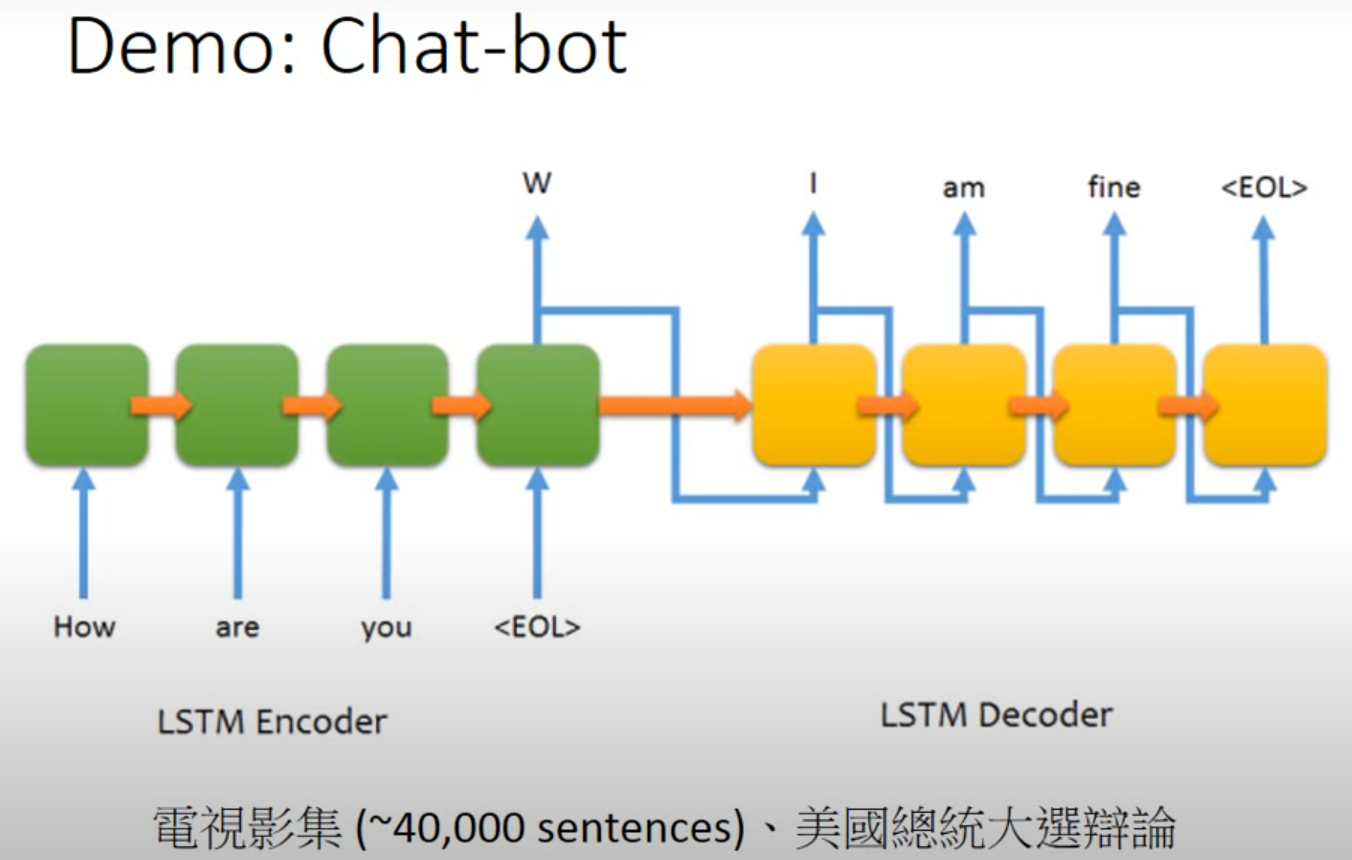 Demo: Chat-bot
W I am fine <EOL>
How are you <EOL>
LSTM Encoder LSTM Decoder
電視影集 (~40,000 sentences)、美國總統大選辯論